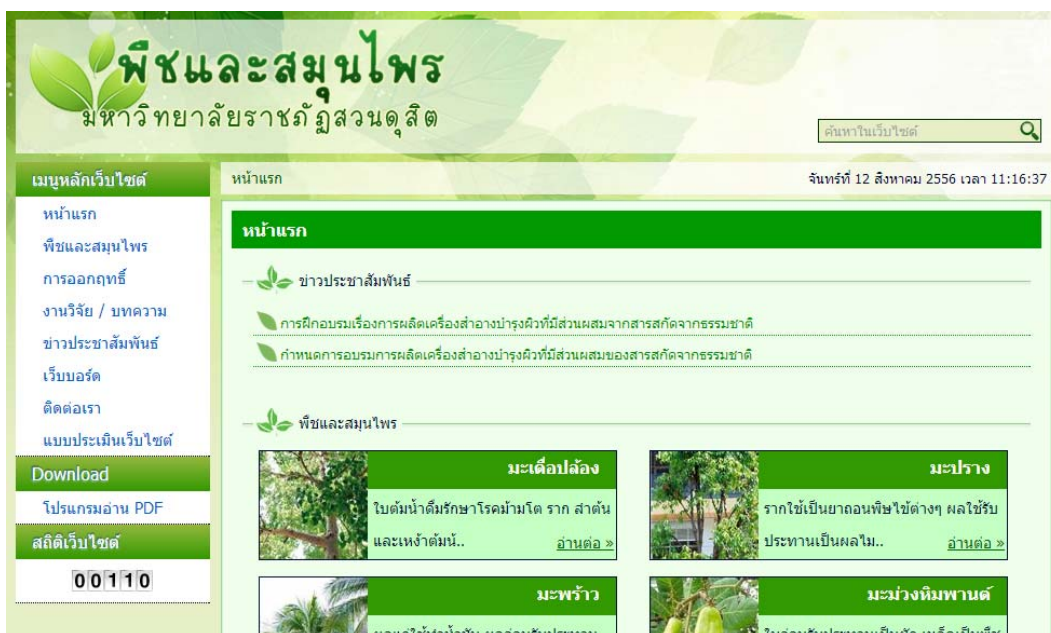 พืชและสมุนไพร
มหาวิทยาลัยราชภัฏสวนดุสิต
ค้นหาในเว็บไซต์
เมนูหลักเว็บไซต์
หน้าแรก
พืชและสมุนไพร
การออกฤทธิ์
งานวิจัย / บทความ
ข่าวประชาสัมพันธ์
เว็บบอร์ด
ติดต่อเรา
แบบประเมินเว็บไซต์
Download
โปรแกรมอ่าน PDF
สถิติเว็บไซต์
00110
หน้าแรก
จันทร์ที่ 12 สิงหาคม 2556 เวลา 11:16:37
หน้าแรก
ข่าวประชาสัมพันธ์
การฝึกอบรมเรื่องการผลิตเครื่องสำอางบำรุงผิวที่มีส่วนผสมจากสารสกัดจากธรรมชาติ
กำหนดการอบรมการผลิตเครื่องสำอางบำรุงผิวที่มีส่วนผสมของสารสกัดจากธรรมชาติ
พืชและสมุนไพร
มะเดื่อปล้อง
ใบต้มน้ำดื่มรักษาโรคม้ามโต ราก ลำต้น
และเหง้าต้มน้..
อ่านต่อ »
มะปราง
รากใช้เป็นยาถอนพิษไข้ต่างๆ ผลใช้รับ
ประทานเป็นผลไม..
อ่านต่อ »
มะพร้าว
มะม่วงหิมพานต์